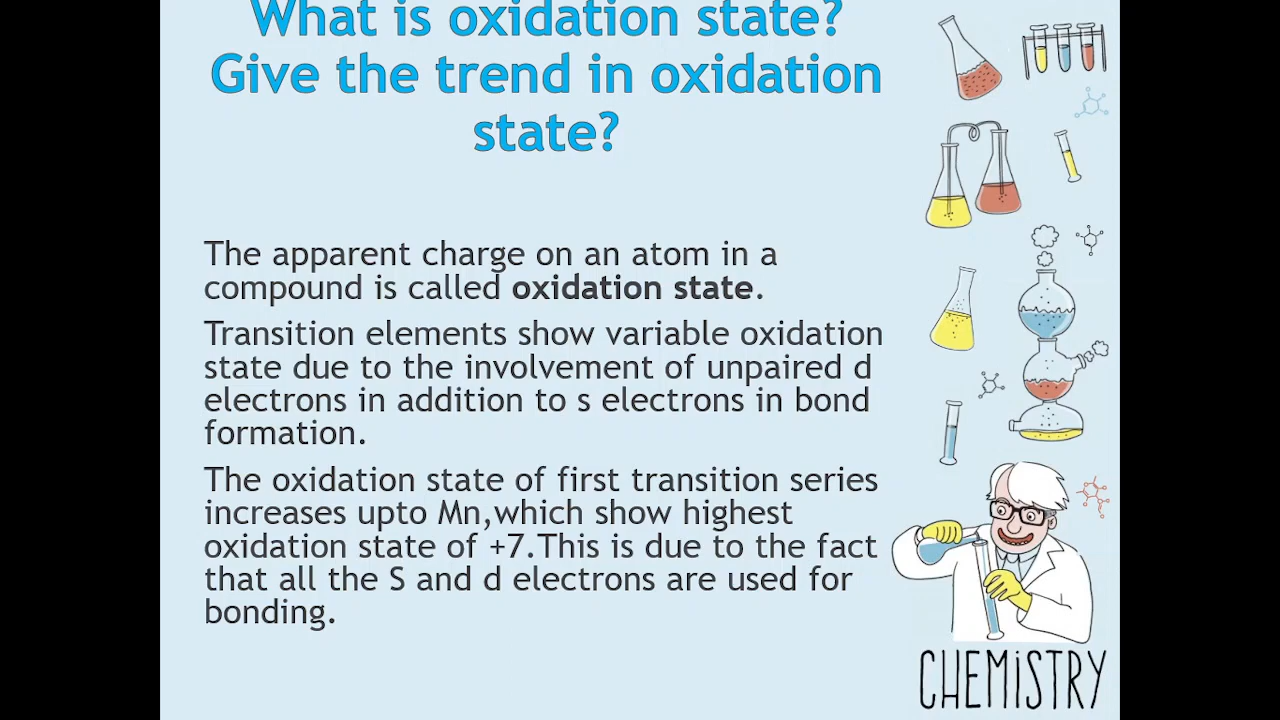 What is oxidation state?
Give the trend in oxidation
state?
The apparent charge on an atom in a
compound is called oxidation state.
Transition elements show variable oxidation
state due to the involvement of unpaired d
electrons in addition to s electrons in bond
formation.
The oxidation state of first transition series
increases upto Mn,which show highest
oxidation state of +7.This is due to the fact
that all the S and d electrons are used for
bonding.
CHEMiSTRY